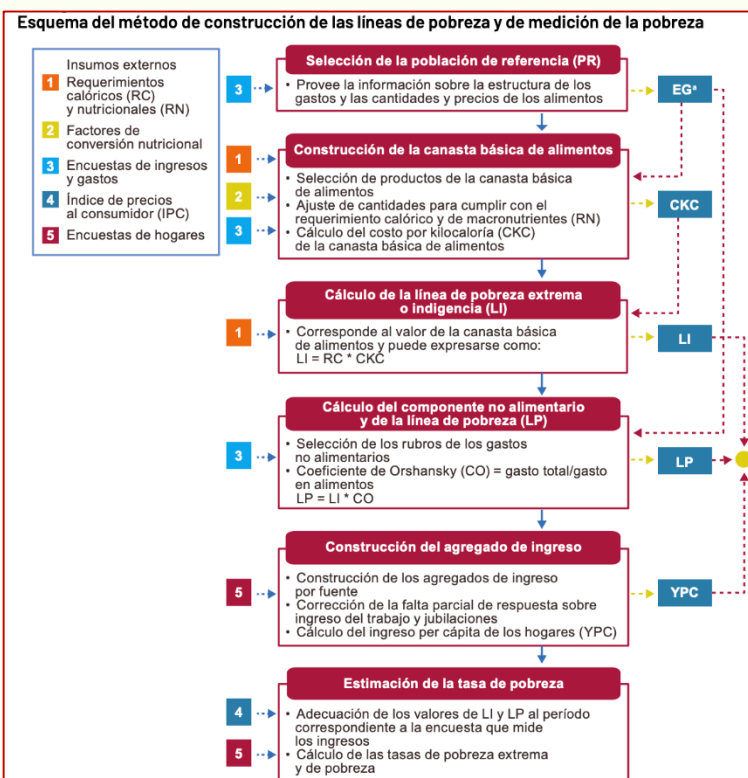 Esquema del método de construcción de las líneas de pobreza y de medición de la pobreza
Insumos externos
1 Requerimientos
calóricos (RC)
y nutricionales (RN)
2 Factores de
conversión nutricional
3 Encuestas de ingresos
y gastos
4 Índice de precios
al consumidor (IPC)
5 Encuestas de hogares
Selección de la población de referencia (PR)
3
• Provee la información sobre la estructura de los
gastos y las cantidades y precios de los alimentos
EGª
Construcción de la canasta básica de alimentos
1
2
3
• Selección de productos de la canasta básica
de alimentos
• Ajuste de cantidades para cumplir con el
requerimiento calórico y de macronutrientes (RN)
• Cálculo del costo por kilocaloría (CKC)
de la canasta básica de alimentos
CKC
Cálculo de la línea de pobreza extrema
o indigencia (LI)
1
• Corresponde al valor de la canasta básica
de alimentos y puede expresarse como:
LI = RC * CKC
LI
Cálculo del componente no alimentario
y de la línea de pobreza (LP)
3
• Selección de los rubros de los gastos
no alimentarios
• Coeficiente de Orshansky (CO) = gasto total/gasto
en alimentos
LP = LI * CO
LP
Construcción del agregado de ingreso
5
• Construcción de los agregados de ingreso
por fuente
• Corrección de la falta parcial de respuesta sobre
ingreso del trabajo y jubilaciones
• Cálculo del ingreso per cápita de los hogares (YPC)
YPC
Estimación de la tasa de pobreza
4
5
• Adecuación de los valores de LI y LP al período
correspondiente a la encuesta que mide
los ingresos
• Cálculo de las tasas de pobreza extrema
y de pobreza